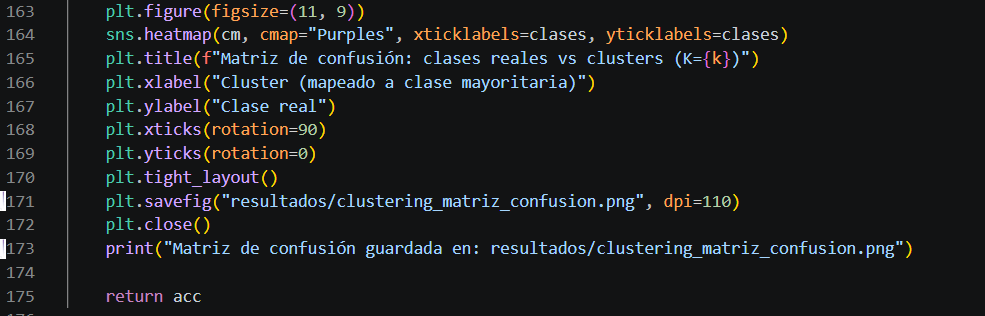 163 plt.figure(figsize=(11, 9))
164 sns.heatmap(cm, cmap="Purples", xticklabels=clases, yticklabels=clases)
165 plt.title(f"Matriz de confusión: clases reales vs clusters (K={k})")
166 plt.xlabel("Cluster (mapeado a clase mayoritaria)")
167 plt.ylabel("Clase real")
168 plt.xticks(rotation=90)
169 plt.yticks(rotation=0)
170 plt.tight_layout()
171 plt.savefig("resultados/clustering_matriz_confusion.png", dpi=110)
172 plt.close()
173 print("Matriz de confusión guardada en: resultados/clustering_matriz_confusion.png")
174
175 return acc